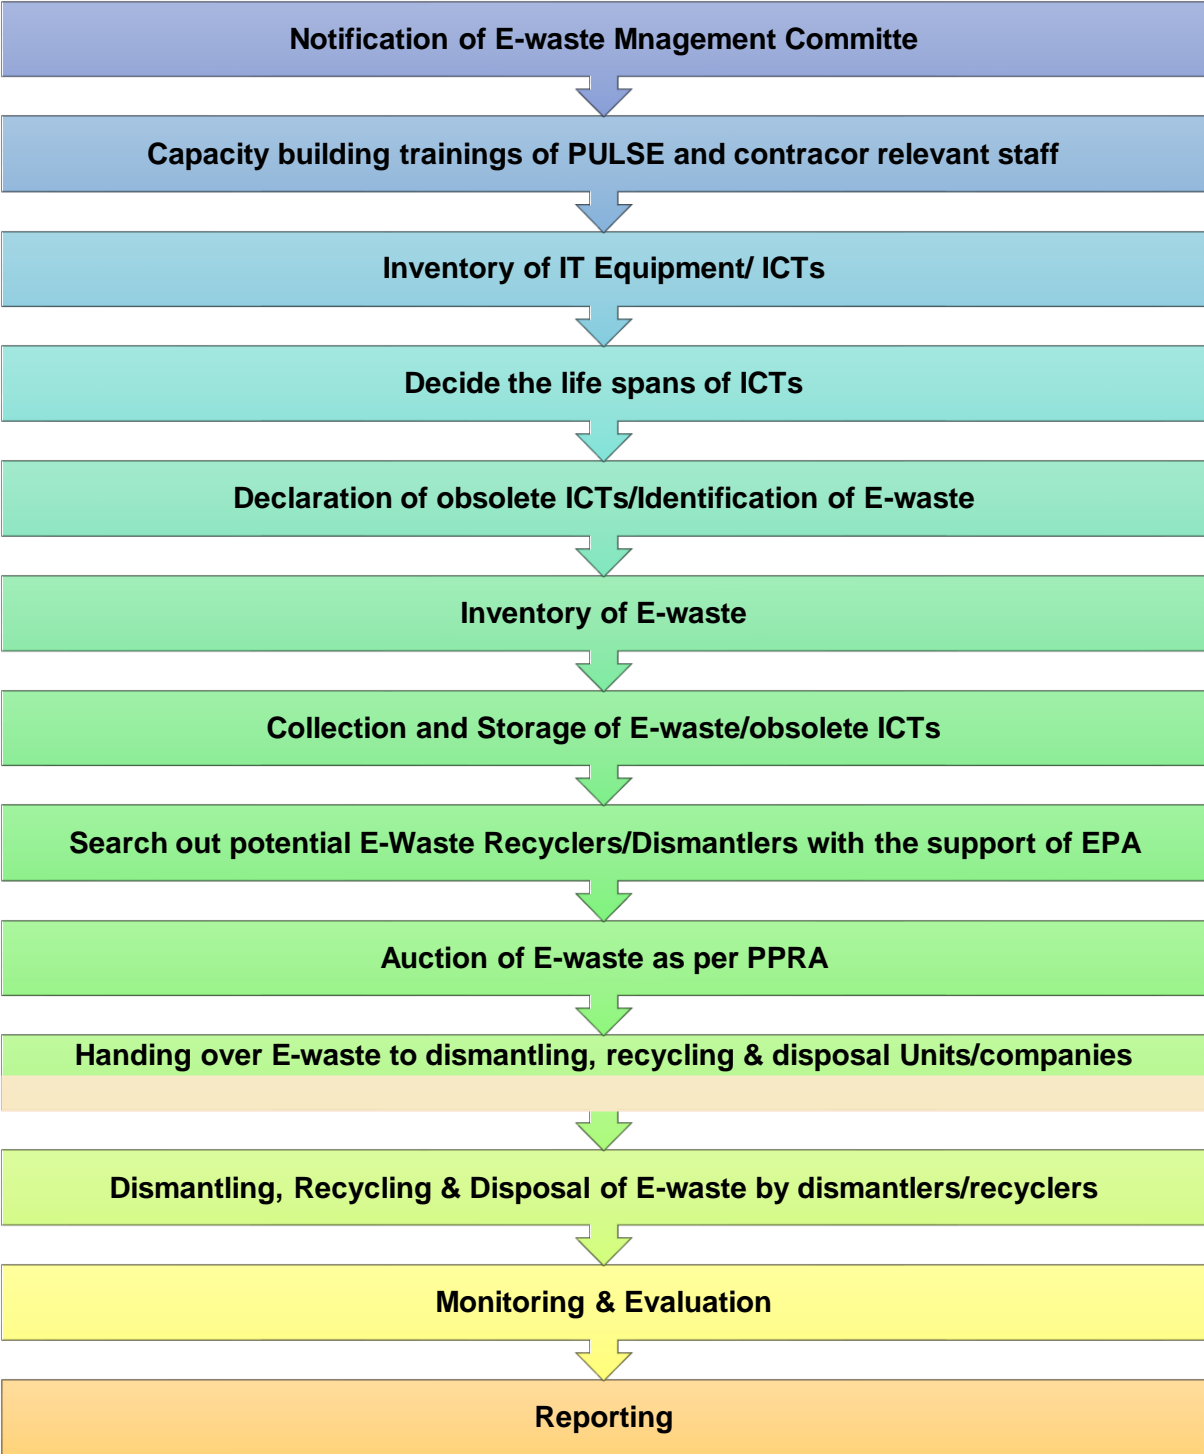 Notification of E-waste Mnagement Committe
Capacity building trainings of PULSE and contracor relevant staff
Inventory of IT Equipment/ ICTs
Decide the life spans of ICTs
Declaration of obsolete ICTs/Identification of E-waste
Inventory of E-waste
Collection and Storage of E-waste/obsolete ICTs
Search out potential E-Waste Recyclers/Dismantlers with the support of EPA
Auction of E-waste as per PPRA
Handing over E-waste to dismantling, recycling & disposal Units/companies
Dismantling, Recycling & Disposal of E-waste by dismantlers/recyclers
Monitoring & Evaluation
Reporting